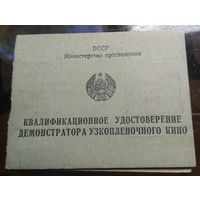 БССР
Министерство просвещения
КВАЛИФИКАЦИОННОЕ УДОСТОВЕРЕНИЕ
ДЕМОНСТРАТОРА УЗКОПЛЕНОЧНОГО КИНО